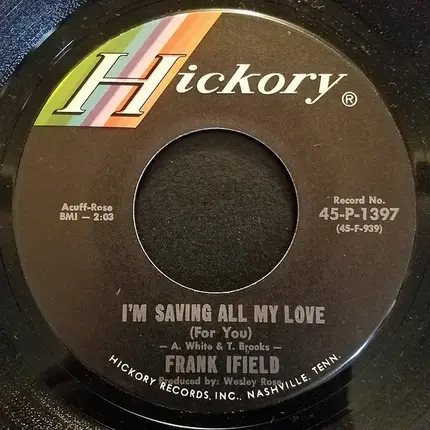 Hickory®
Acuff-Rose
BMI — 2:03
Record No.
45-P-1397
(45-F-939)
I'M SAVING ALL MY LOVE
(For You)
— A. White & T. Brooks —
FRANK IFIELD
Produced by: Wesley Rose
HICKORY RECORDS, INC., NASHVILLE, TENN.